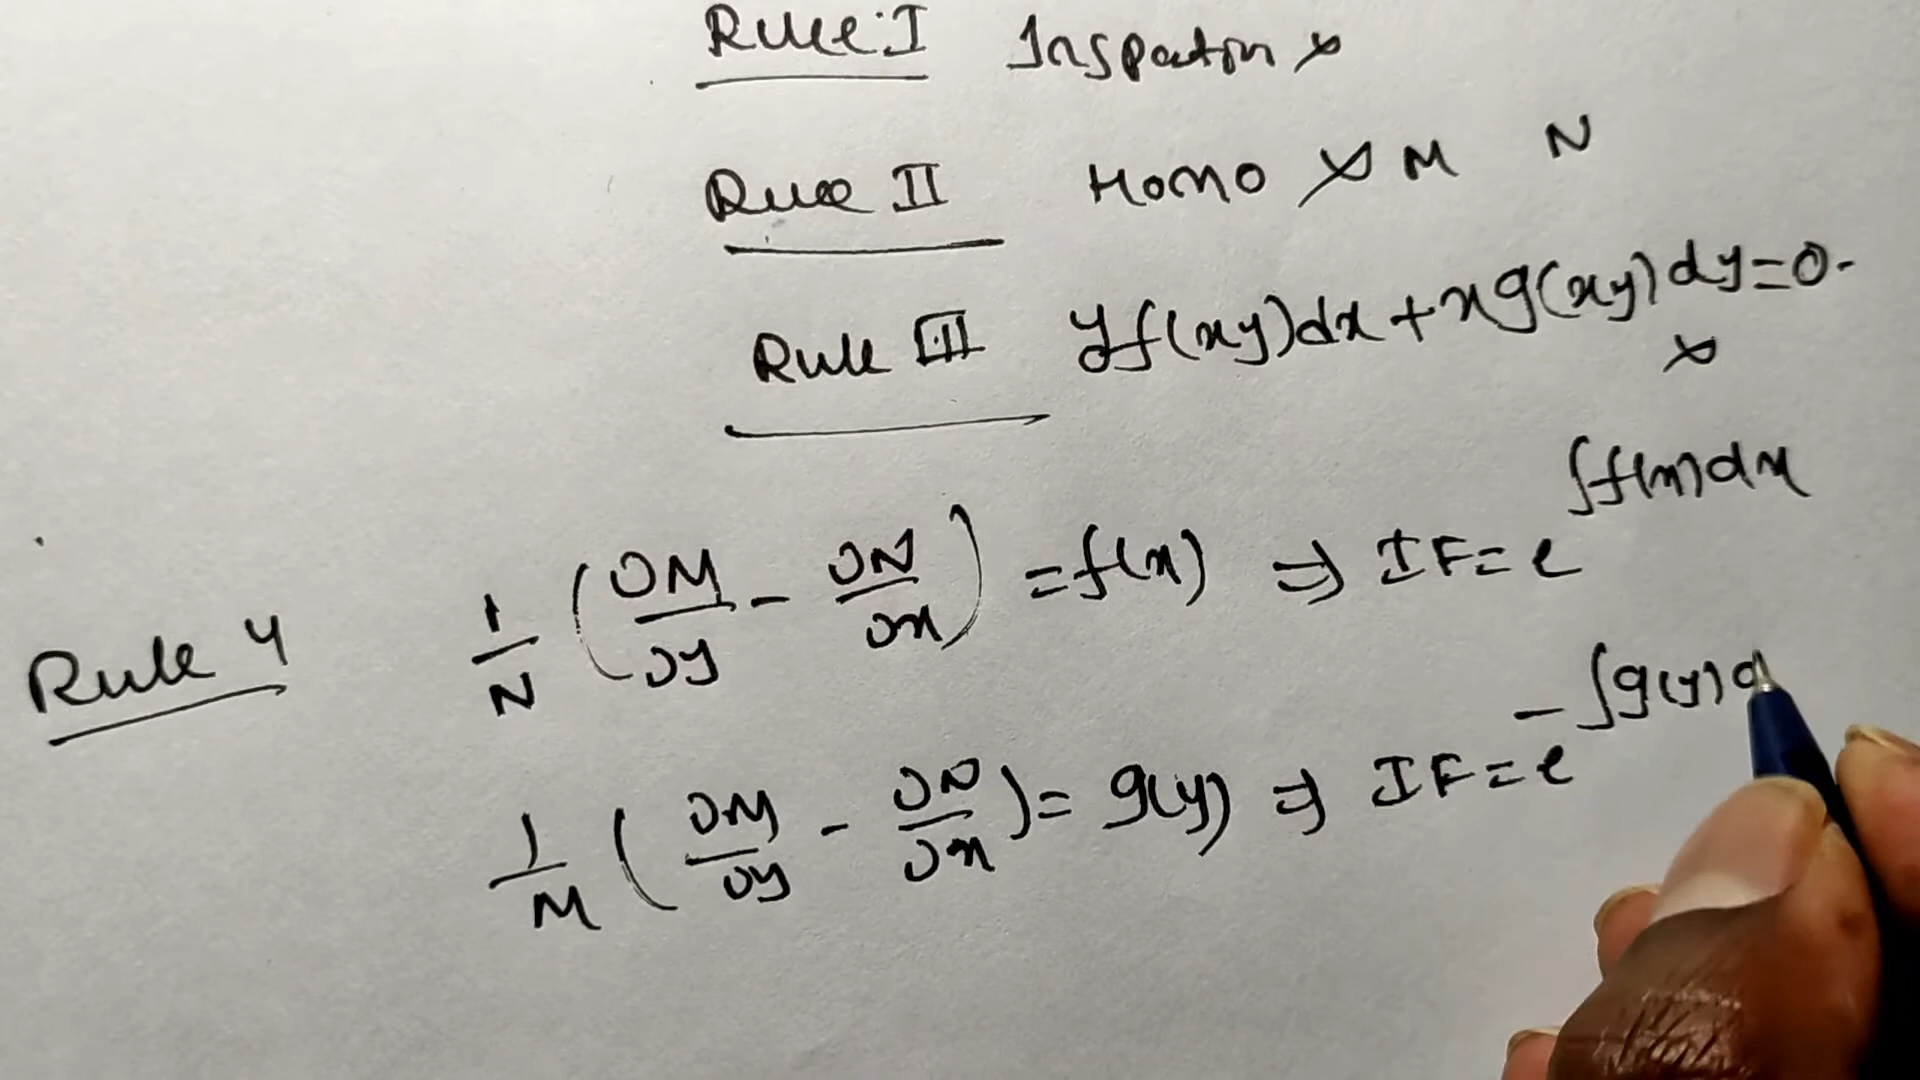 Rule:I Inspection ×
Rule II Homo × M N
Rule III yf(xy)dx + xg(xy)dy = 0.
×
Rule 4 1/N (∂M/∂y - ∂N/∂x) = f(x) ⇒ IF = e^∫f(x)dx
1/M (∂M/∂y - ∂N/∂x) = g(y) ⇒ IF = e^-∫g(y)d